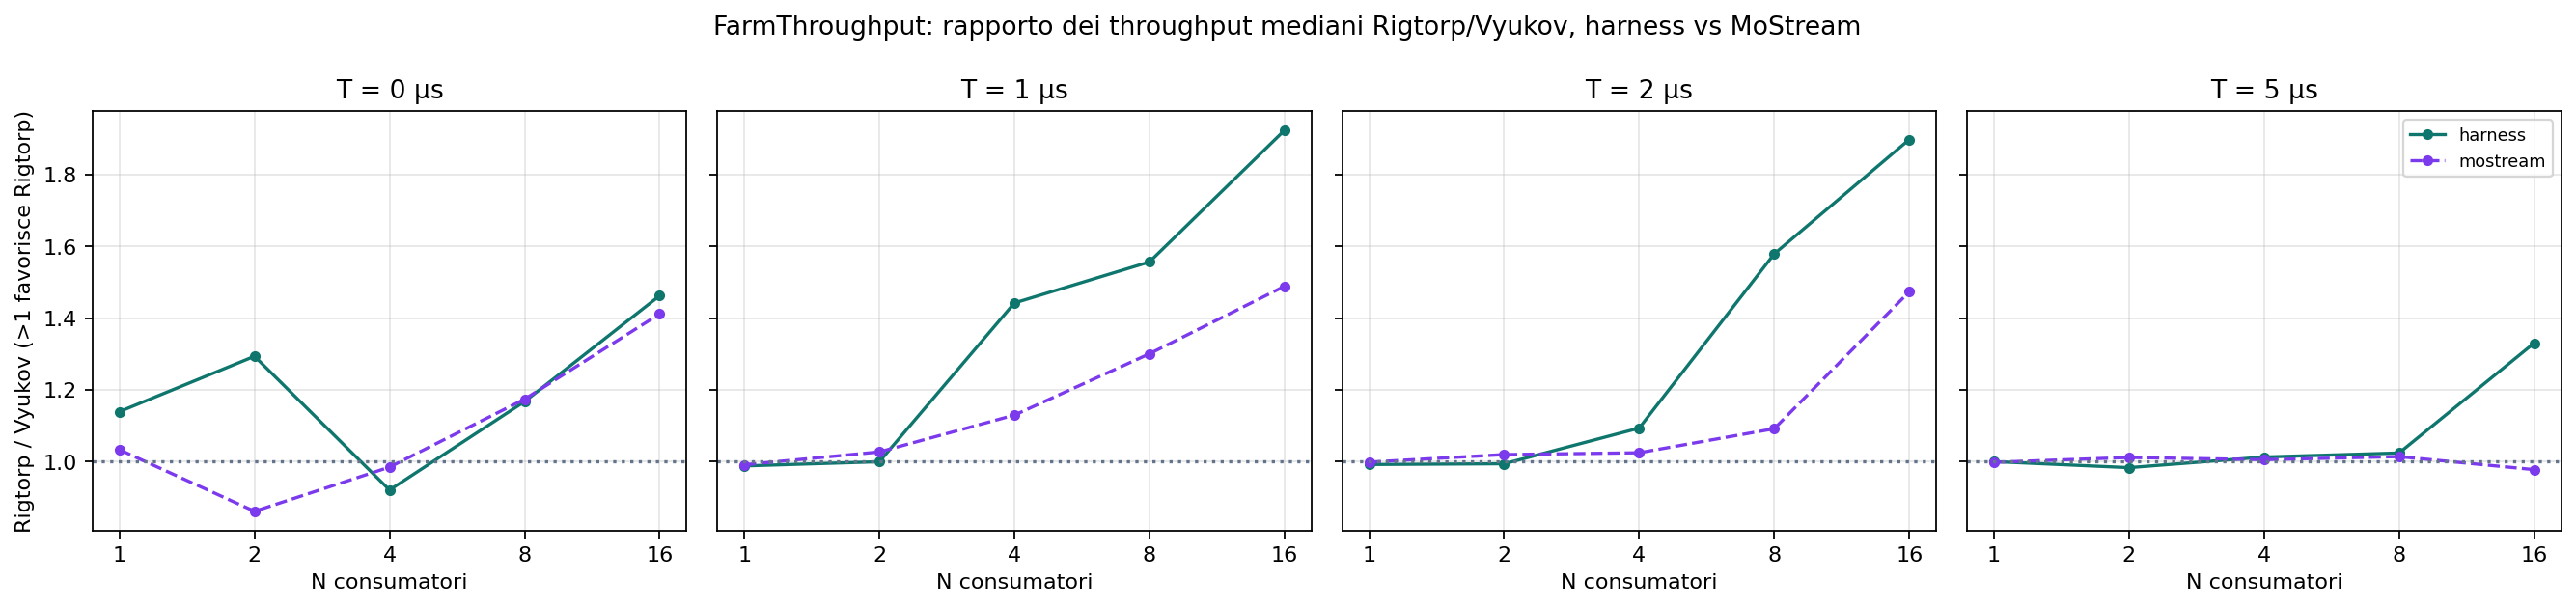 FarmThroughput: rapporto dei throughput mediani Rigtorp/Vyukov, harness vs MoStream
T = 0 µs
T = 1 µs
T = 2 µs
T = 5 µs
Rigtorp / Vyukov (>1 favorisce Rigtorp)
1.8
1.6
1.4
1.2
1.0
harness
mostream
1 2 4 8 16
1 2 4 8 16
1 2 4 8 16
1 2 4 8 16
N consumatori
N consumatori
N consumatori
N consumatori